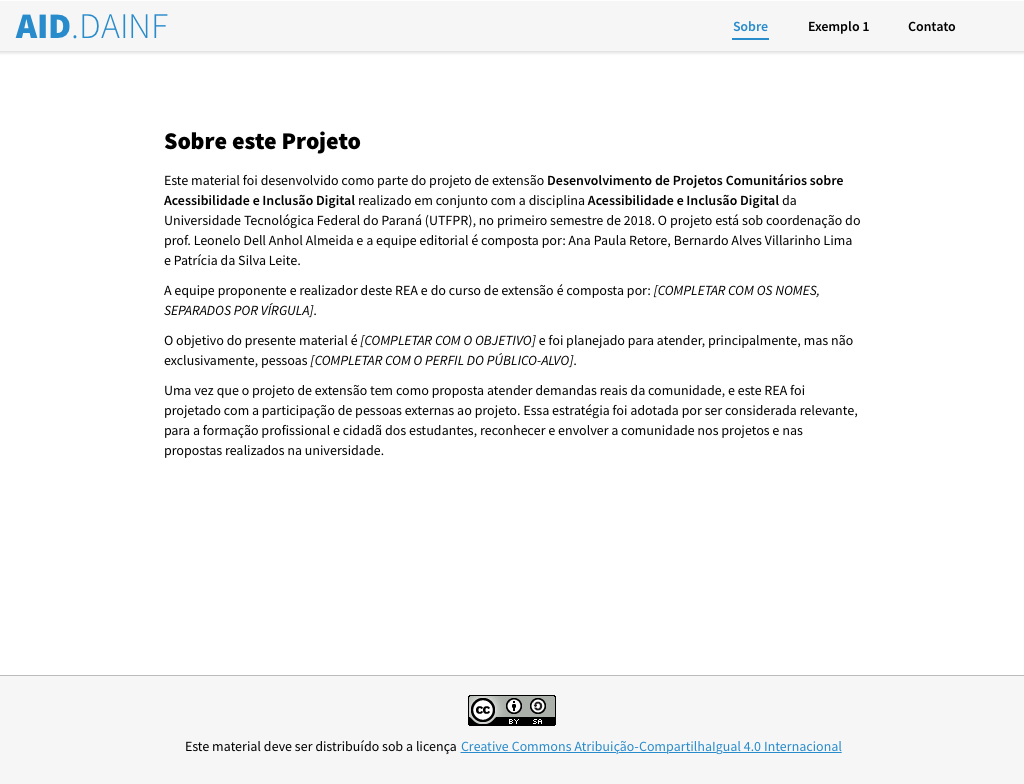 AID.DAINF
Sobre
Exemplo 1
Contato
Sobre este Projeto
Este material foi desenvolvido como parte do projeto de extensão Desenvolvimento de Projetos Comunitários sobre
Acessibilidade e Inclusão Digital realizado em conjunto com a disciplina Acessibilidade e Inclusão Digital da
Universidade Tecnológica Federal do Paraná (UTFPR), no primeiro semestre de 2018. O projeto está sob coordenação do
prof. Leonelo Dell Anhol Almeida e a equipe editorial é composta por: Ana Paula Retore, Bernardo Alves Villarinho Lima
e Patrícia da Silva Leite.
A equipe proponente e realizador deste REA e do curso de extensão é composta por: [COMPLETAR COM OS NOMES,
SEPARADOS POR VÍRGULA].
O objetivo do presente material é [COMPLETAR COM O OBJETIVO] e foi planejado para atender, principalmente, mas não
exclusivamente, pessoas [COMPLETAR COM O PERFIL DO PÚBLICO-ALVO].
Uma vez que o projeto de extensão tem como proposta atender demandas reais da comunidade, e este REA foi
projetado com a participação de pessoas externas ao projeto. Essa estratégia foi adotada por ser considerada relevante,
para a formação profissional e cidadã dos estudantes, reconhecer e envolver a comunidade nos projetos e nas
propostas realizados na universidade.
cc
BY SA
Este material deve ser distribuído sob a licença Creative Commons Atribuição-CompartilhaIgual 4.0 Internacional